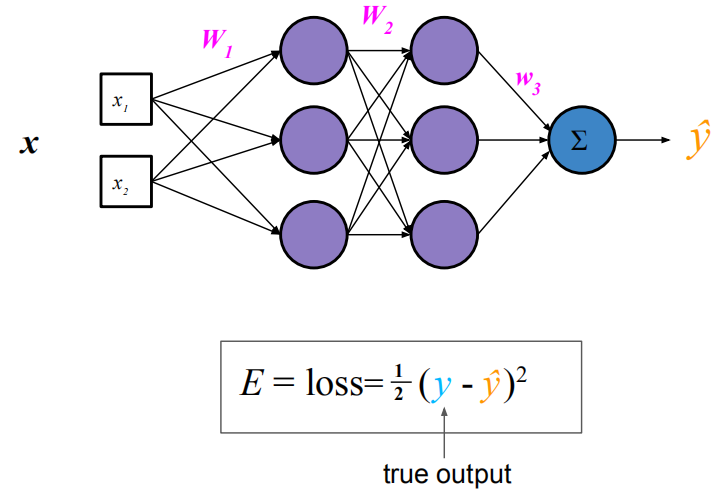 W₁
W₂
w₃
x₁
x
x₂
Σ
ŷ
E = loss= ½ (y - ŷ)²
true output